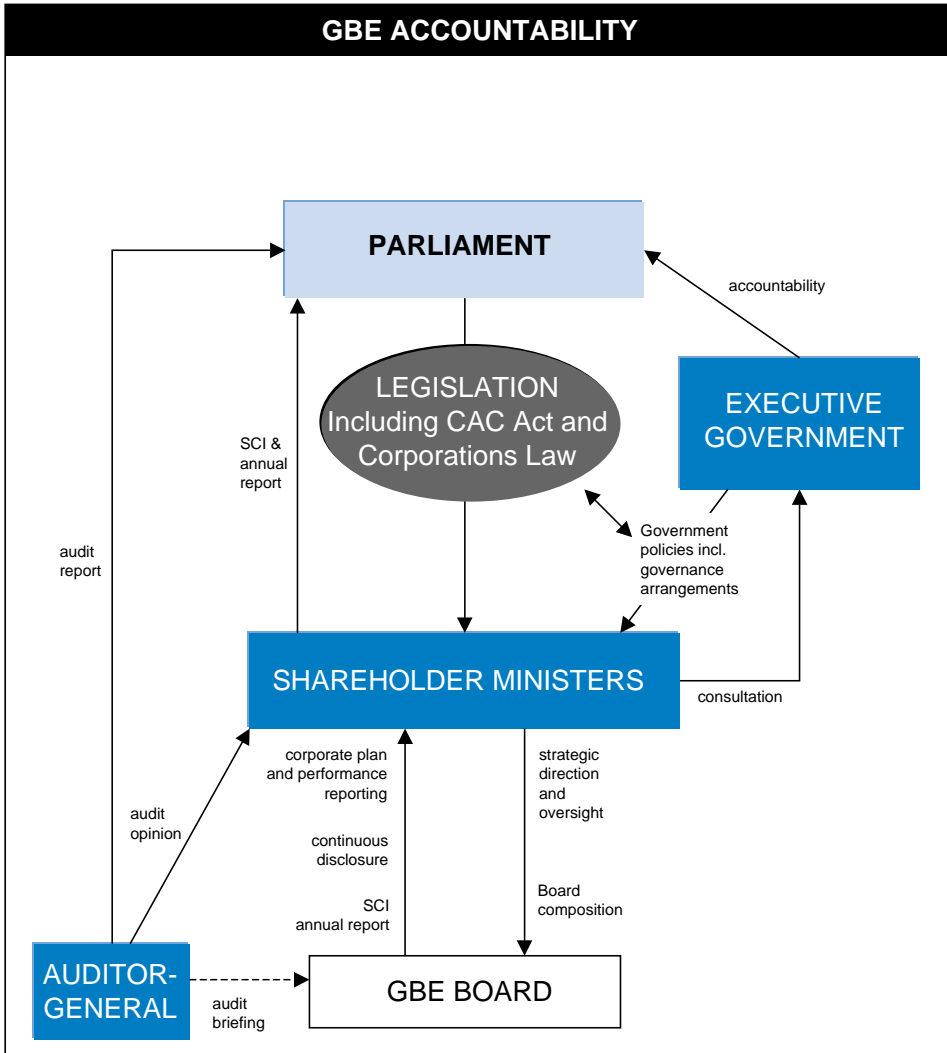 GBE ACCOUNTABILITY
PARLIAMENT
accountability
LEGISLATION
Including CAC Act and
Corporations Law
EXECUTIVE
GOVERNMENT
SCI &
annual
report
audit
report
Government
policies incl.
governance
arrangements
SHAREHOLDER MINISTERS
consultation
corporate plan
and performance
reporting
continuous
disclosure
SCI
annual report
strategic
direction
and
oversight
Board
composition
audit
opinion
AUDITOR-
GENERAL
audit
briefing
GBE BOARD